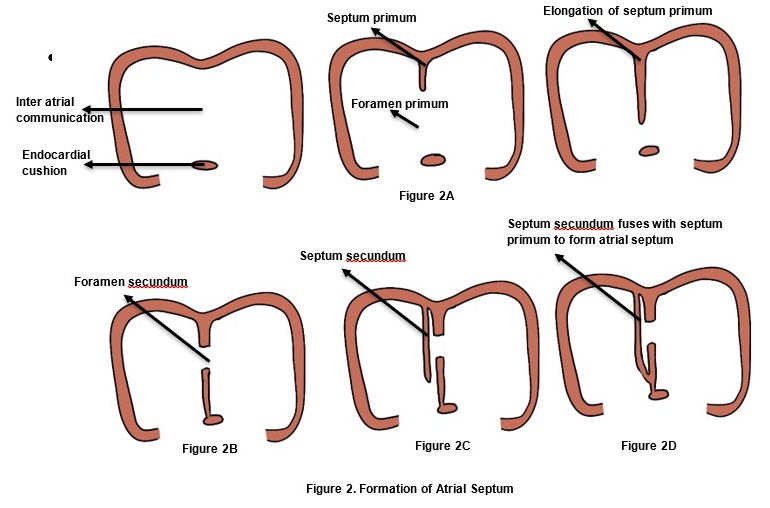 Septum primum
Elongation of septum primum
Inter atrial
communication
Foramen primum
Endocardial
cushion
Figure 2A
Septum secundum fuses with septum
primum to form atrial septum
Septum secundum
Foramen secundum
Figure 2B
Figure 2C
Figure 2D
Figure 2. Formation of Atrial Septum